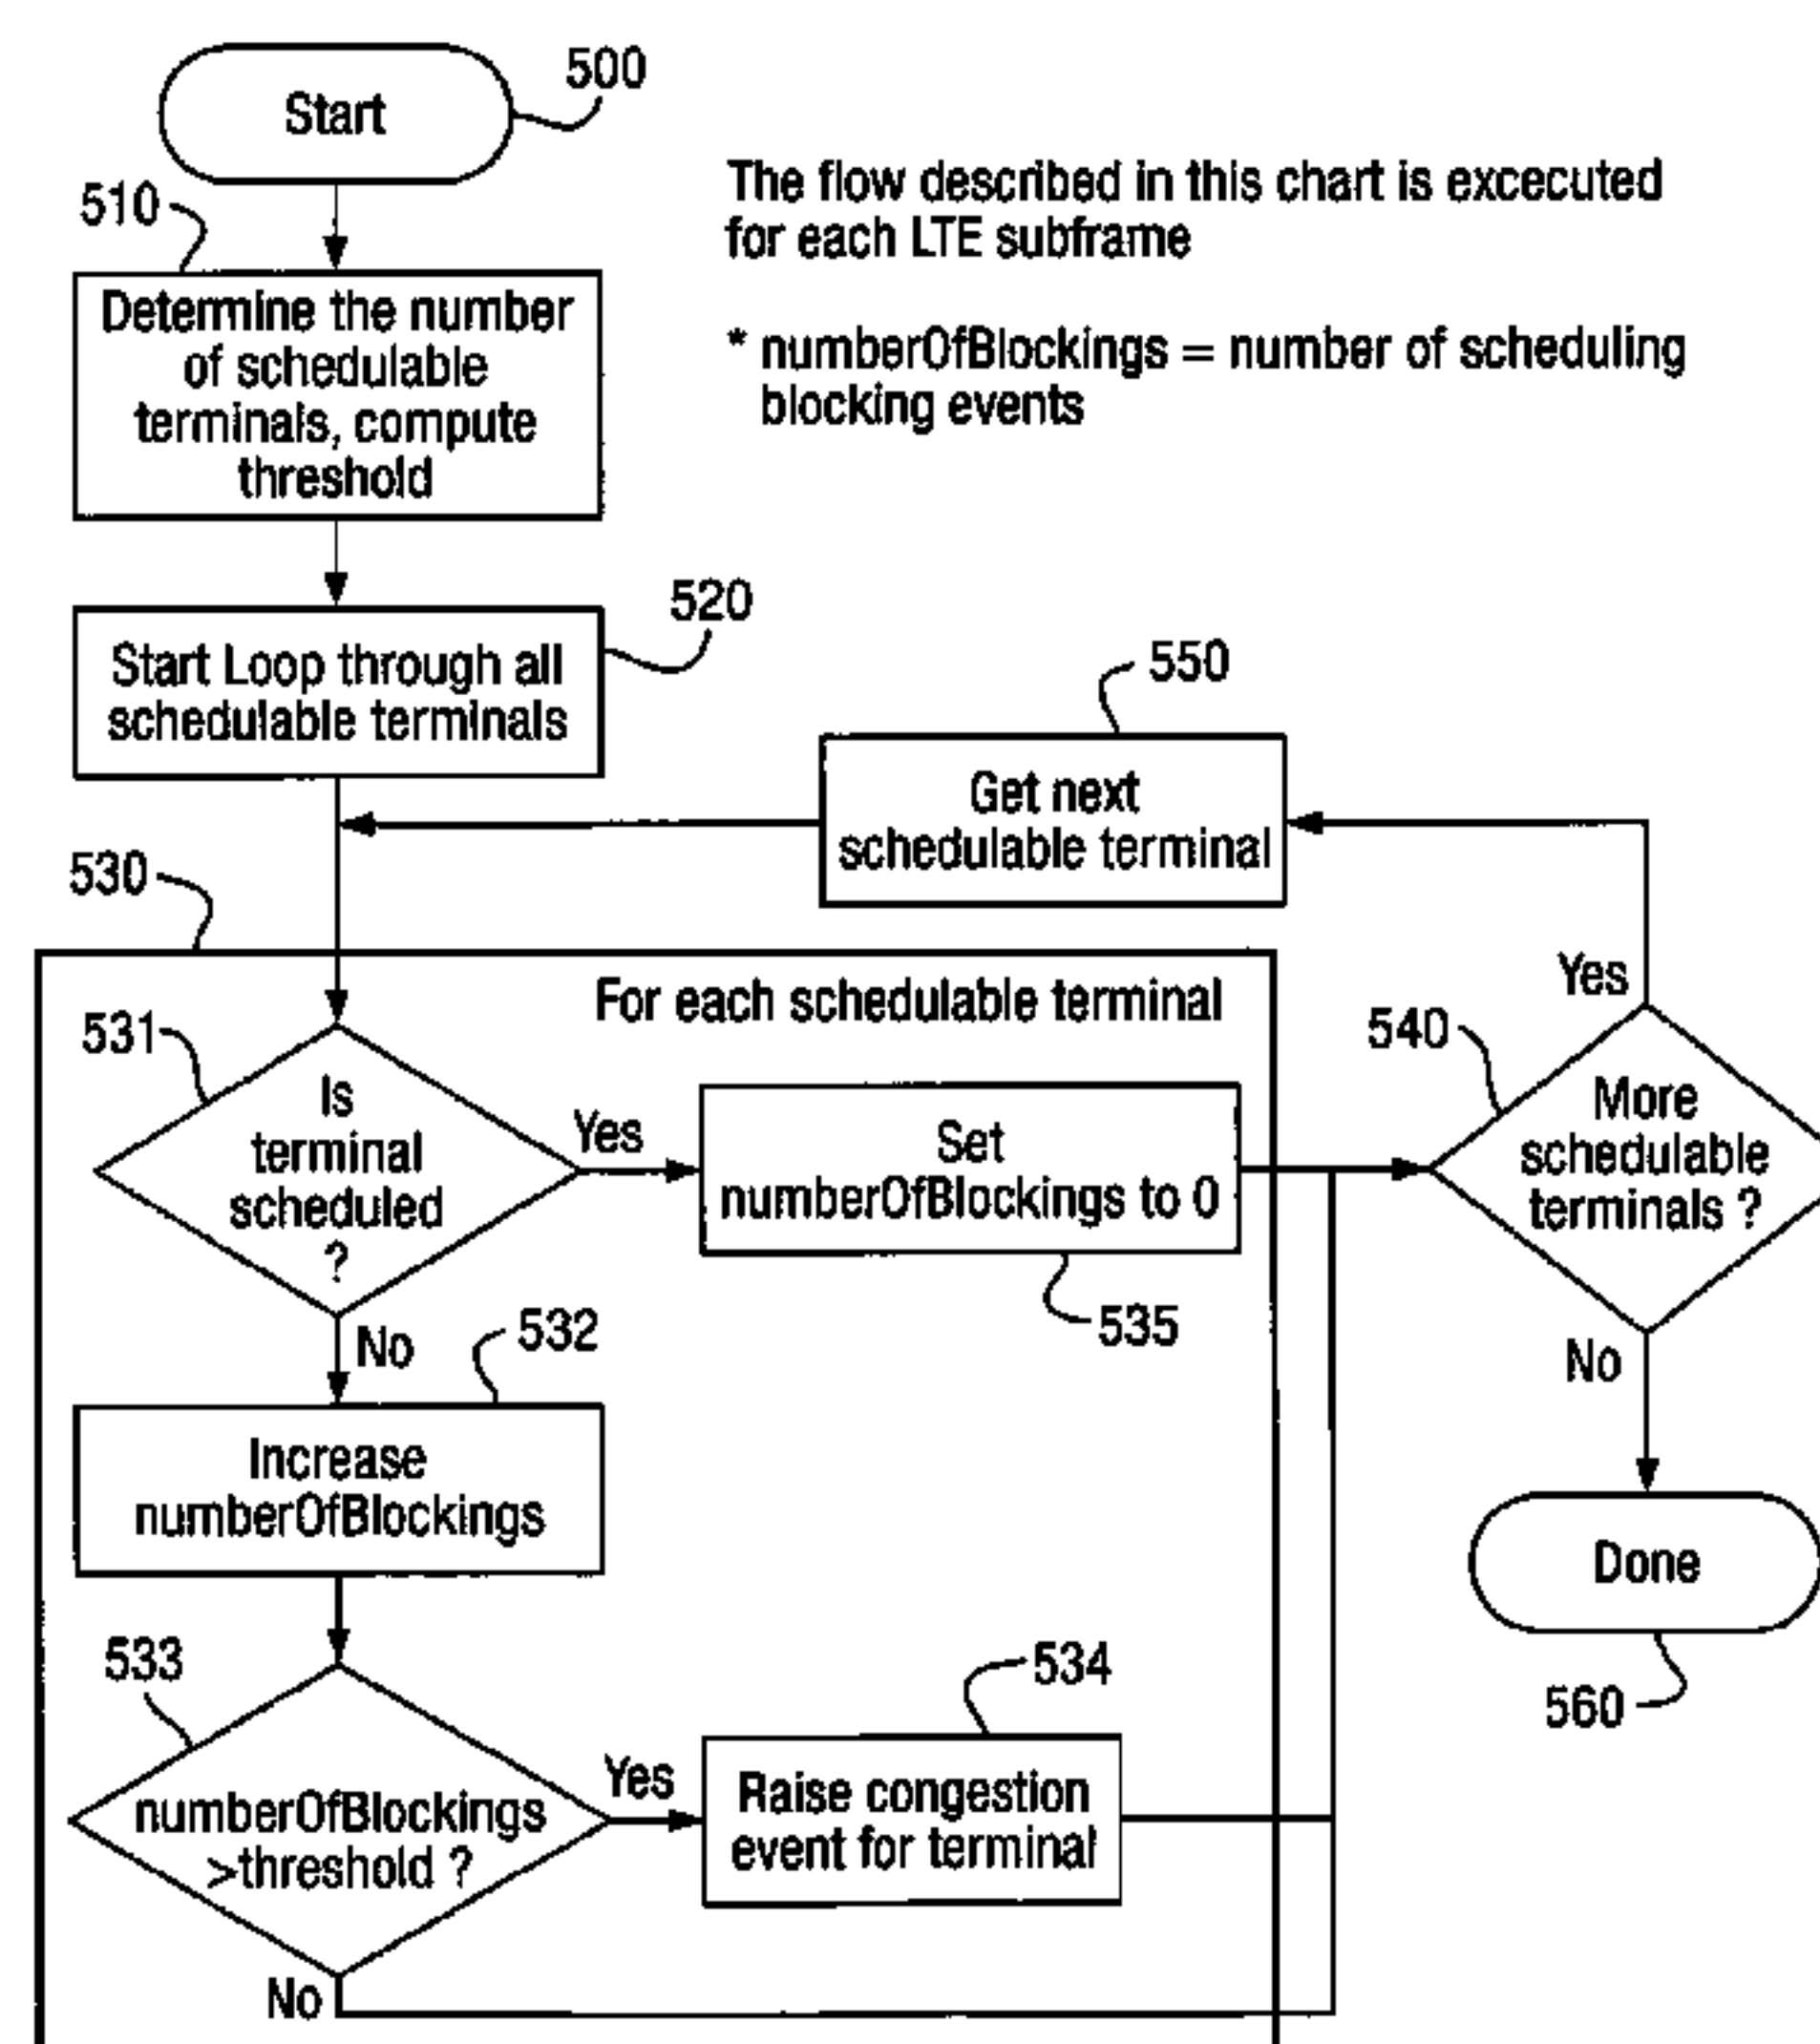 Start
500
510
The flow described in this chart is excecuted
for each LTE subframe
* numberOfBlockings = number of scheduling
blocking events
Determine the number
of schedulable
terminals, compute
threshold
520
Start Loop through all
schedulable terminals
550
Get next
schedulable terminal
530
For each schedulable terminal
Yes
531
540
Is
terminal
scheduled
?
Yes
Set
numberOfBlockings to 0
More
schedulable
terminals ?
535
No
532
No
Increase
numberOfBlockings
Done
533
534
560
numberOfBlockings
>threshold ?
Yes
Raise congestion
event for terminal
No